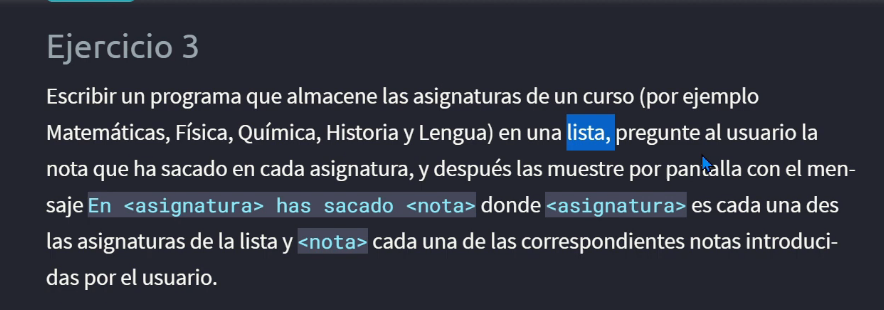 Ejercicio 3
Escribir un programa que almacene las asignaturas de un curso (por ejemplo
Matemáticas, Física, Química, Historia y Lengua) en una lista, pregunte al usuario la
nota que ha sacado en cada asignatura, y después las muestre por pantalla con el men-
saje En <asignatura> has sacado <nota> donde <asignatura> es cada una des
las asignaturas de la lista y <nota> cada una de las correspondientes notas introduci-
das por el usuario.